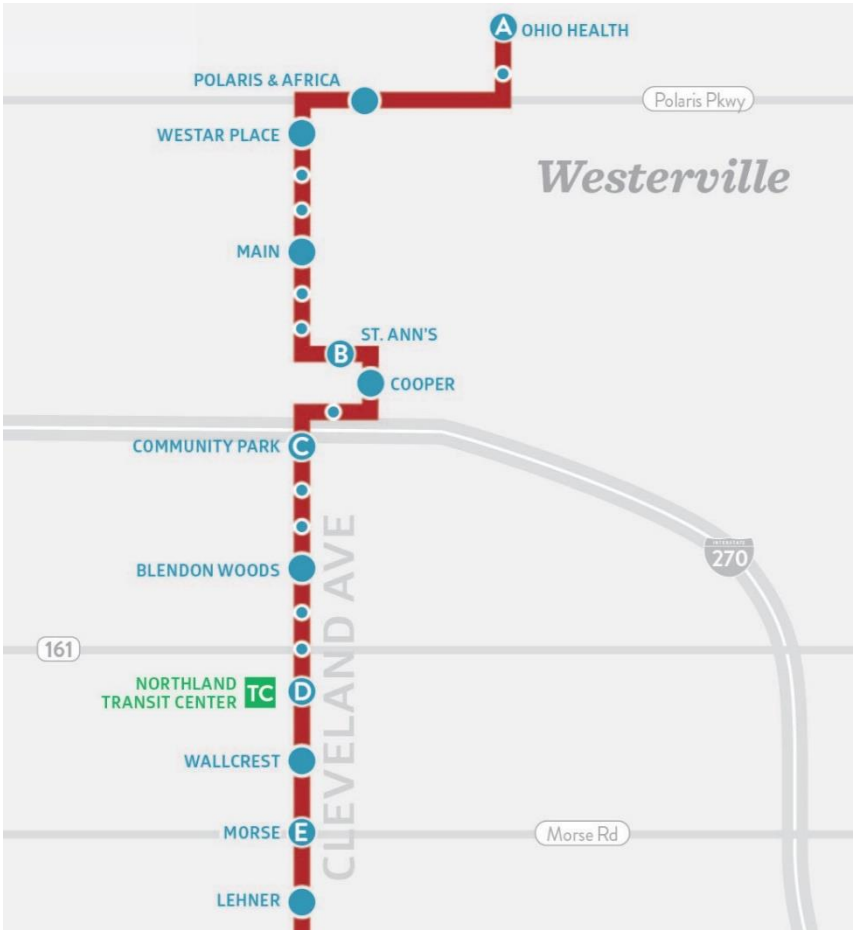 A OHIO HEALTH
POLARIS & AFRICA
Polaris Pkwy
WESTAR PLACE
Westerville
MAIN
ST. ANN'S
B
COOPER
COMMUNITY PARK C
INTERSTATE
270
BLENDON WOODS
CLEVELAND AVE
161
NORTHLAND
TRANSIT CENTER
TC
D
WALLCREST
MORSE E
Morse Rd
LEHNER